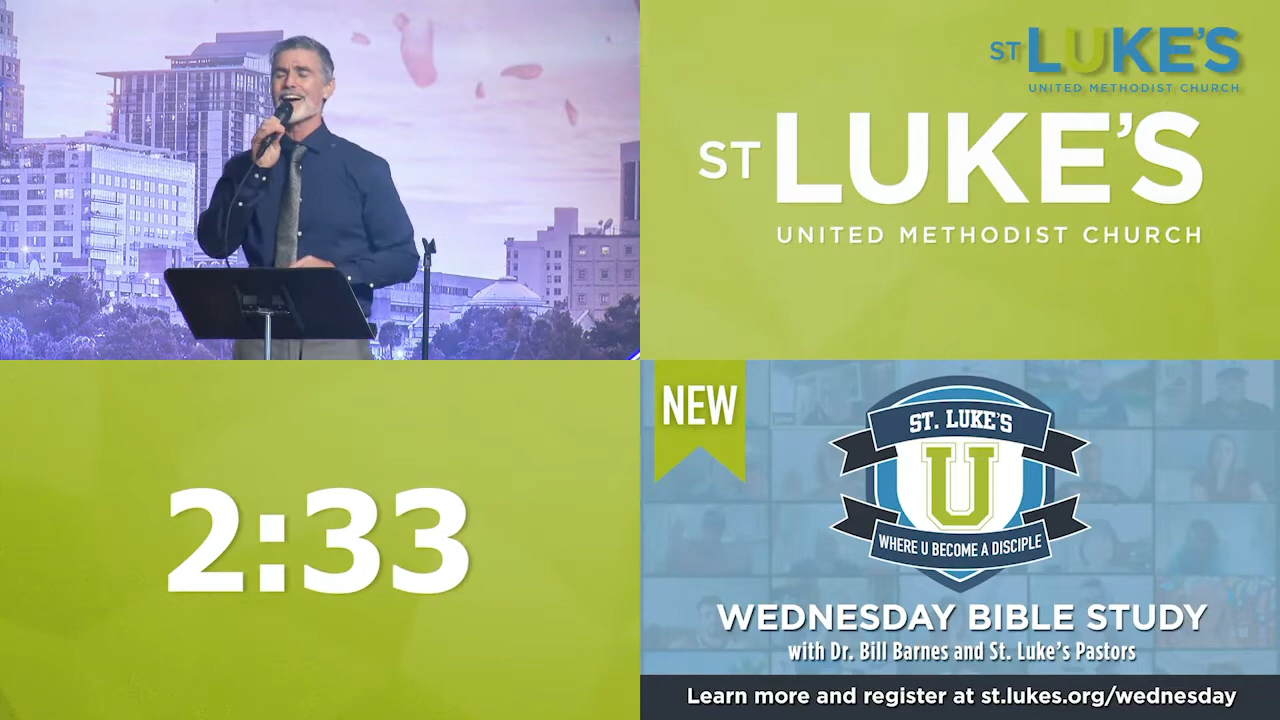 ST LUKE'S
UNITED METHODIST CHURCH
ST LUKE'S
UNITED METHODIST CHURCH
2:33
NEW
ST. LUKE'S
U
WHERE U BECOME A DISCIPLE
WEDNESDAY BIBLE STUDY
with Dr. Bill Barnes and St. Luke's Pastors
Learn more and register at st.lukes.org/wednesday